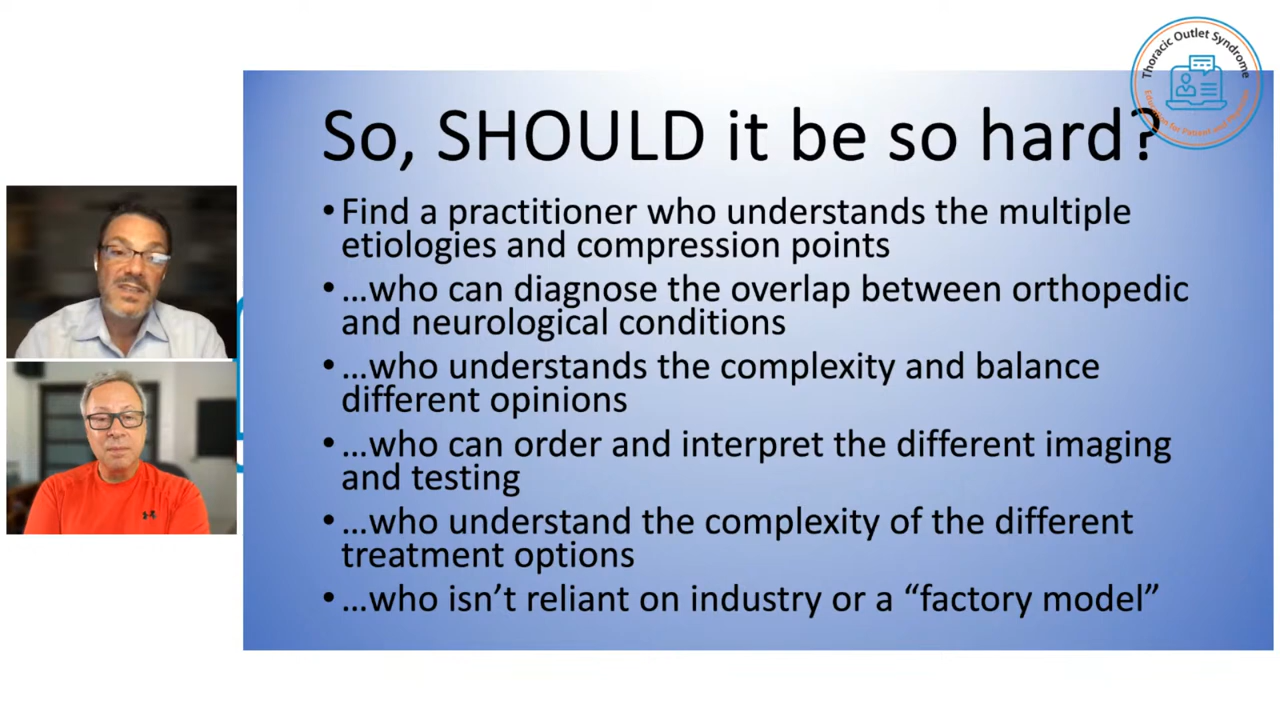 Thoracic Outlet Syndrome
So, SHOULD it be so hard?
• Find a practitioner who understands the multiple
etiologies and compression points
• …who can diagnose the overlap between orthopedic
and neurological conditions
• …who understands the complexity and balance
different opinions
• …who can order and interpret the different imaging
and testing
• …who understand the complexity of the different
treatment options
• …who isn’t reliant on industry or a “factory model”